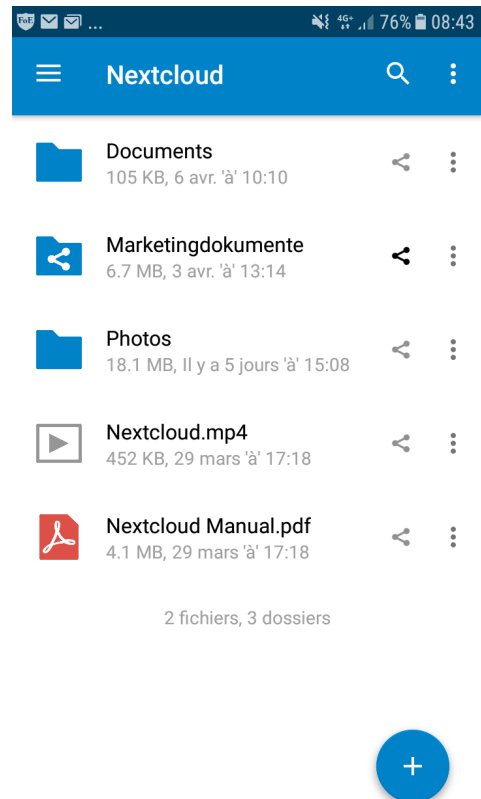 FoE ... 4G+ 76% 08:43
Nextcloud
Documents
105 KB, 6 avr. 'à' 10:10
Marketingdokumente
6.7 MB, 3 avr. 'à' 13:14
Photos
18.1 MB, Il y a 5 jours 'à' 15:08
Nextcloud.mp4
452 KB, 29 mars 'à' 17:18
Nextcloud Manual.pdf
4.1 MB, 29 mars 'à' 17:18
2 fichiers, 3 dossiers